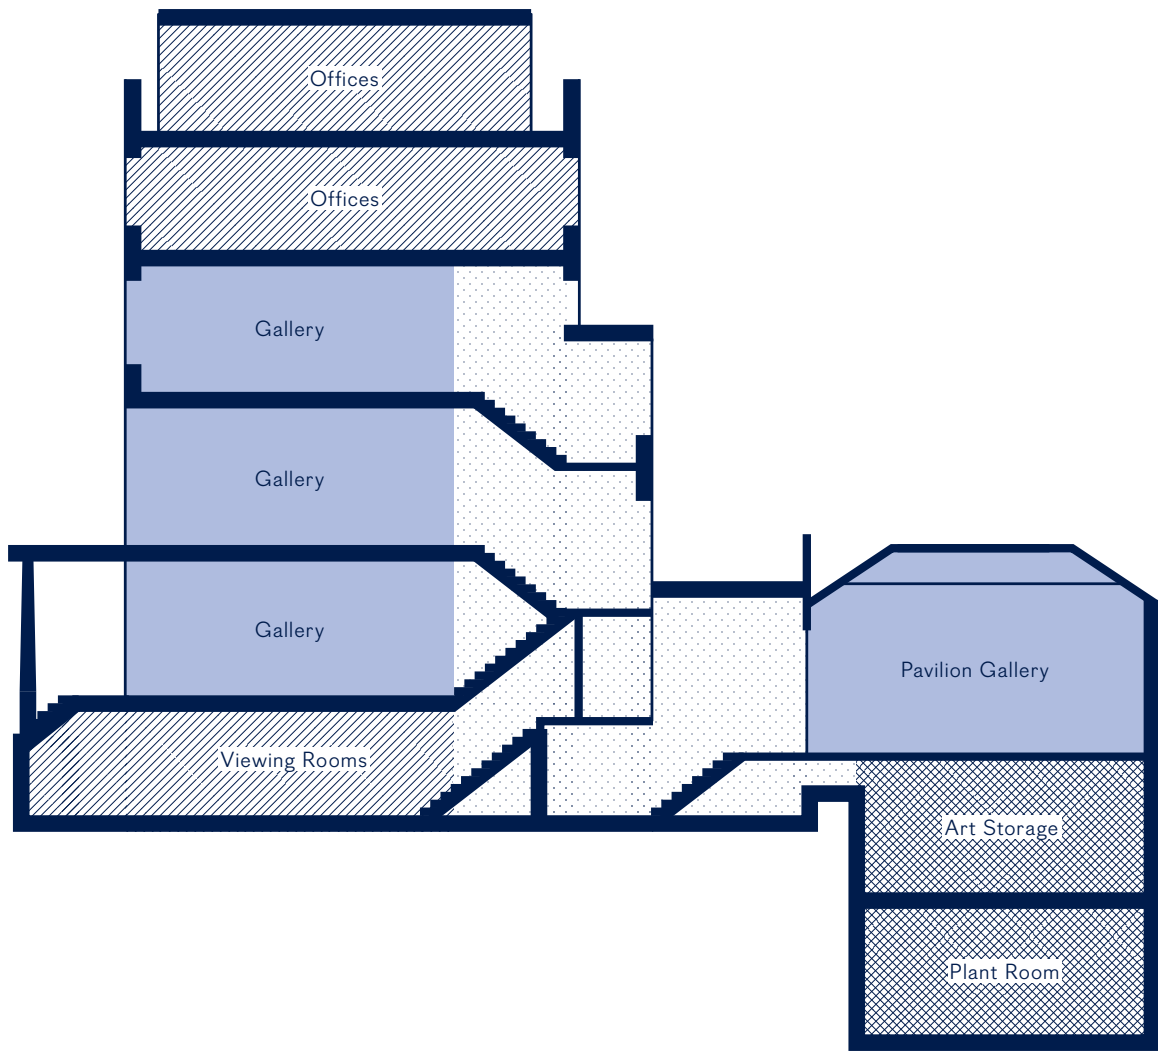 Offices
Offices
Gallery
Gallery
Gallery
Pavilion Gallery
Viewing Rooms
Art Storage
Plant Room